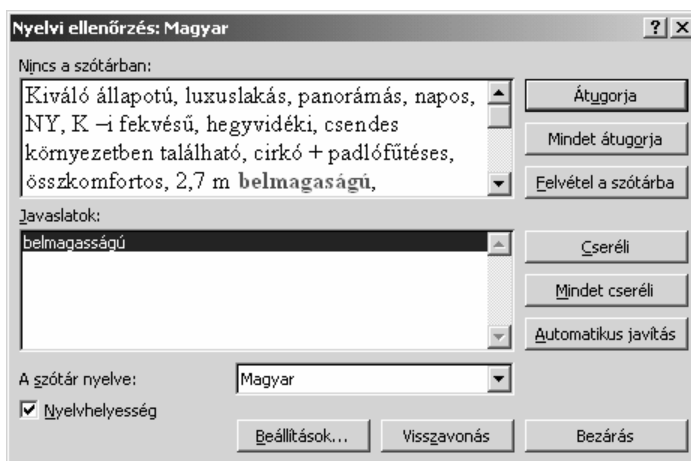 Nyelvi ellenőrzés: Magyar
Nincs a szótárban:
Kiváló állapotú, luxuslakás, panorámás, napos,
NY, K –i fekvésű, hegyvidéki, csendes
környezetben található, cirkó + padlófűtéses,
összkomfortos, 2,7 m belmagaságú,
Átugorja
Mindet átugorja
Felvétel a szótárba
Javaslatok:
belmagasságú
Cseréli
Mindet cseréli
Automatikus javítás
A szótár nyelve:
Magyar
Nyelvhelyesség
Beállítások...
Visszavonás
Bezárás